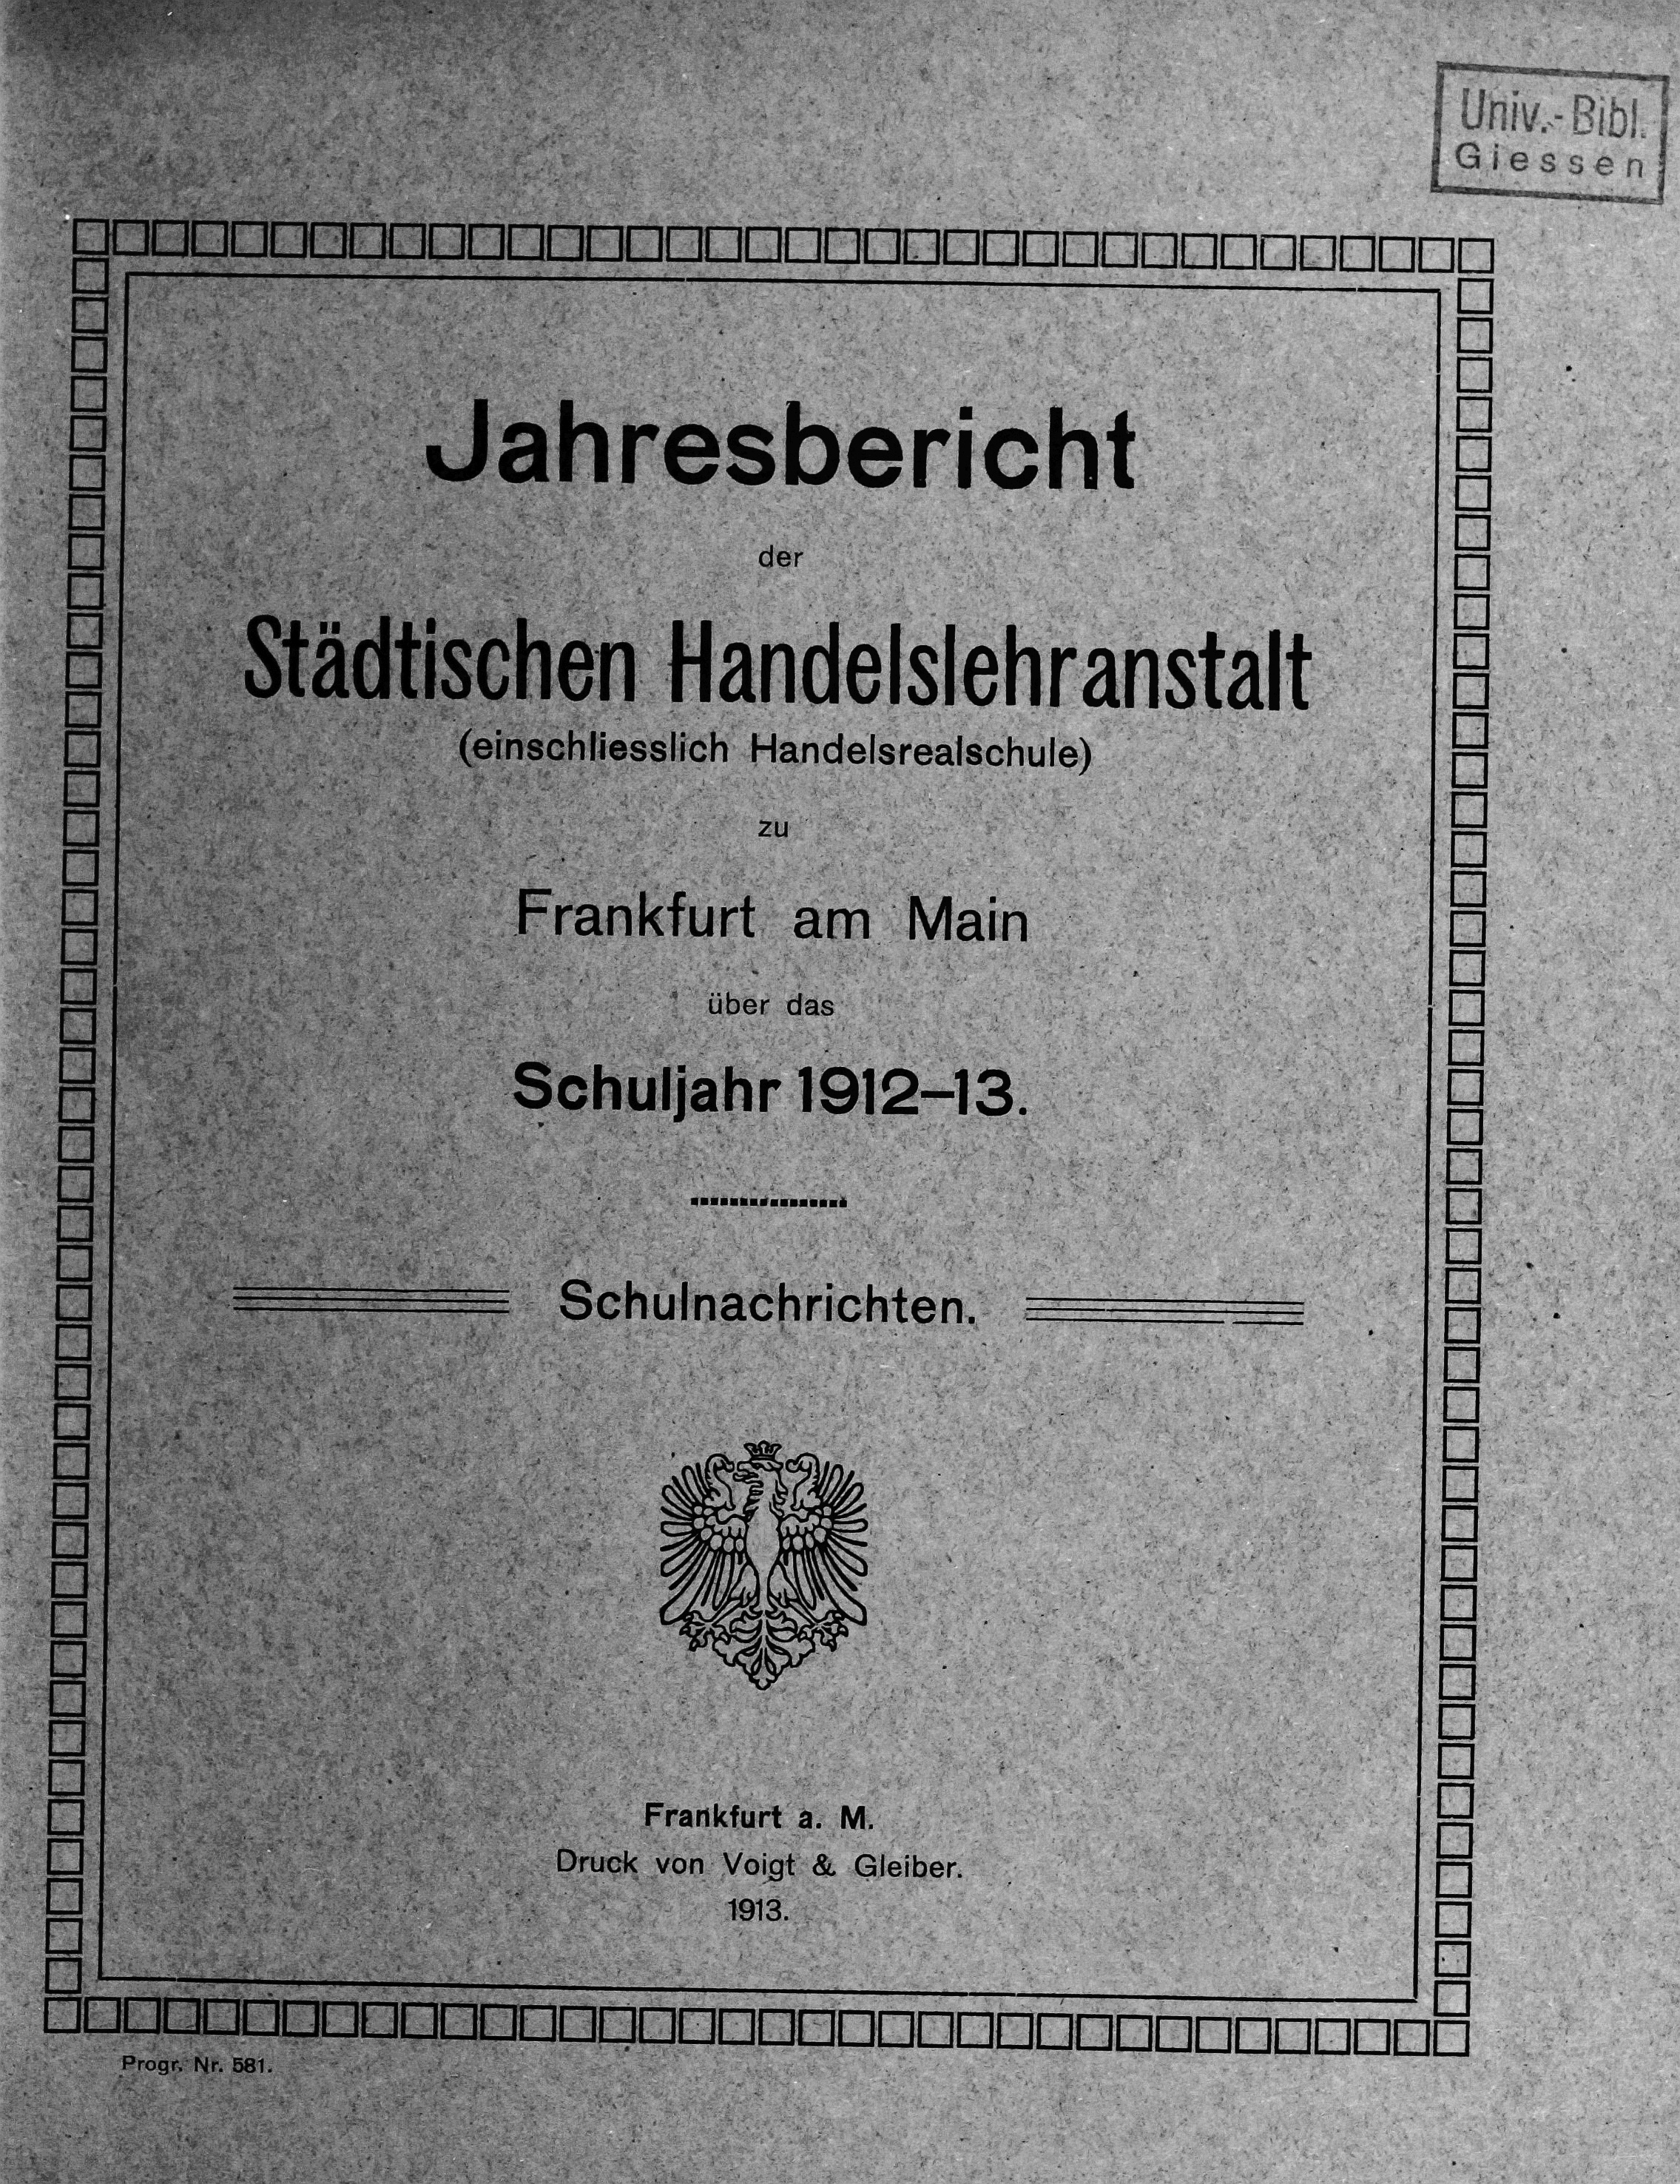 Univ.-Bibl.
Giessen
Jahresbericht
der
Städtischen Handelslehranstalt
(einschliesslich Handelsrealschule)
zu
Frankfurt am Main
über das
Schuljahr 1912–13.
Schulnachrichten.
Frankfurt a. M.
Druck von Voigt & Gleiber.
1913.
Progr. Nr. 581.